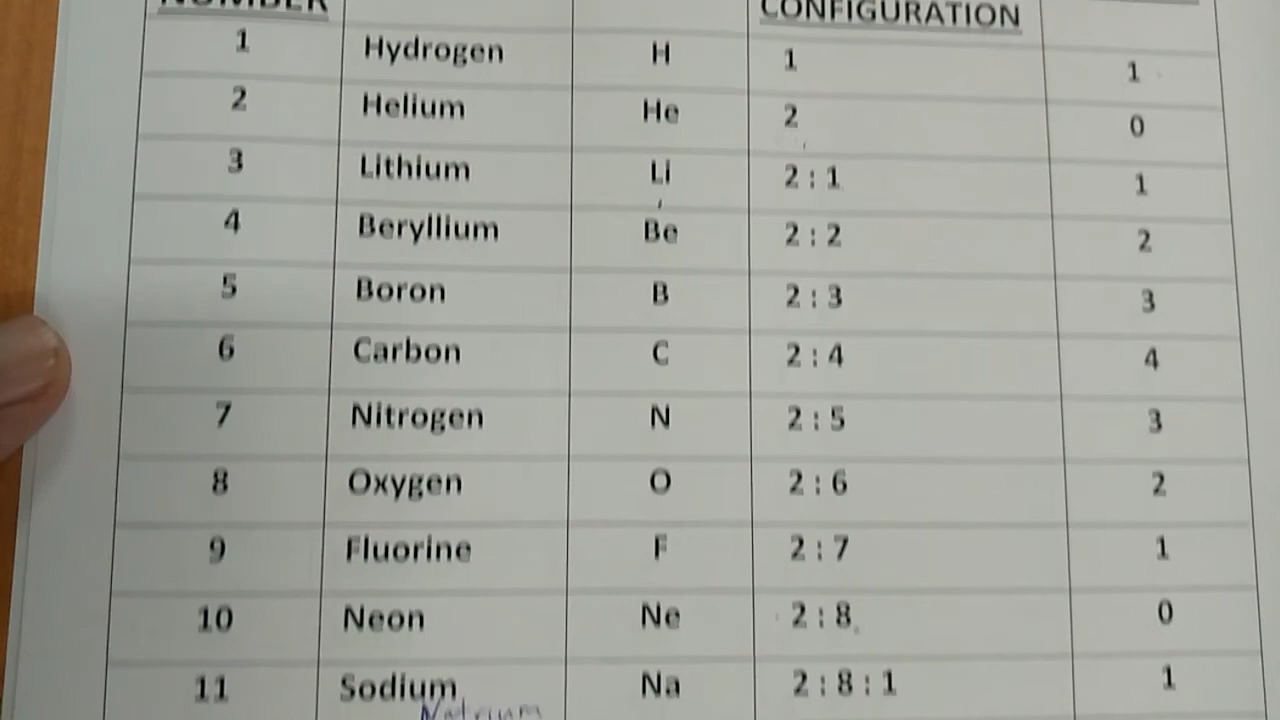 NUMBER CONFIGURATION
1 Hydrogen H 1 1
2 Helium He 2 0
3 Lithium Li 2 : 1 1
4 Beryllium Be 2 : 2 2
5 Boron B 2 : 3 3
6 Carbon C 2 : 4 4
7 Nitrogen N 2 : 5 3
8 Oxygen O 2 : 6 2
9 Fluorine F 2 : 7 1
10 Neon Ne 2 : 8 0
11 Sodium Na 2 : 8 : 1 1
Natrium